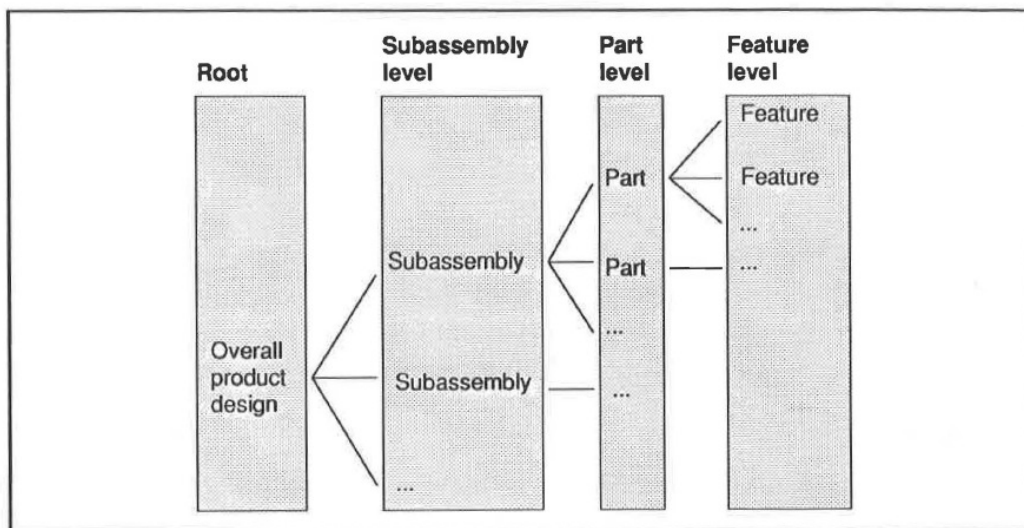 Root
Subassembly
level
Part
level
Feature
level
Overall
product
design
Subassembly
Subassembly
...
Part
Part
...
...
Feature
Feature
...
...